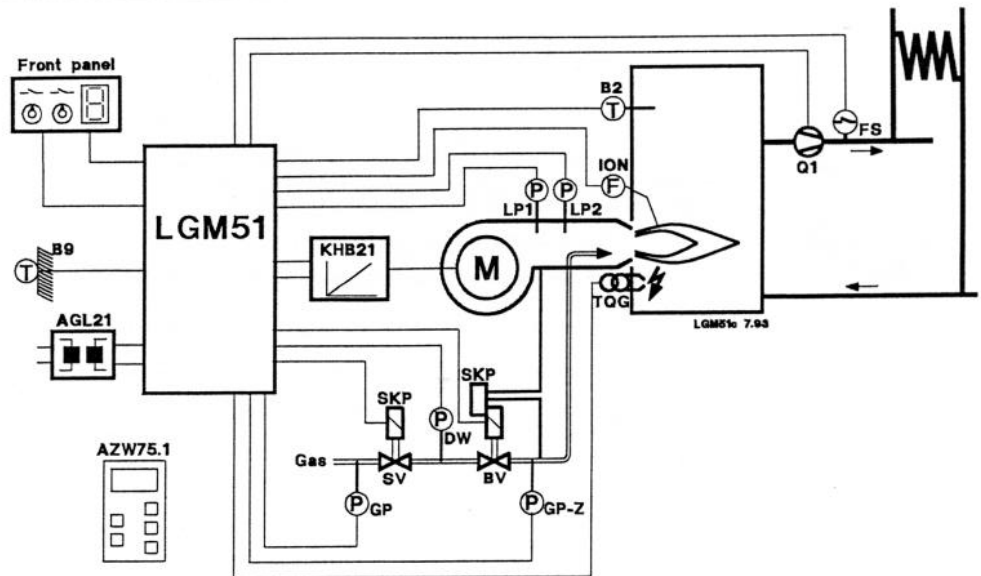 Front panel
LGM51
B9
T
AGL21
AZW75.1
KHB21
M
B2
T
ION
F
P
P
LP1
LP2
TQG
LGM51c 7.93
Q1
FS
SKP
SKP
P
DW
Gas
SV
BV
P
GP
P
GP-Z